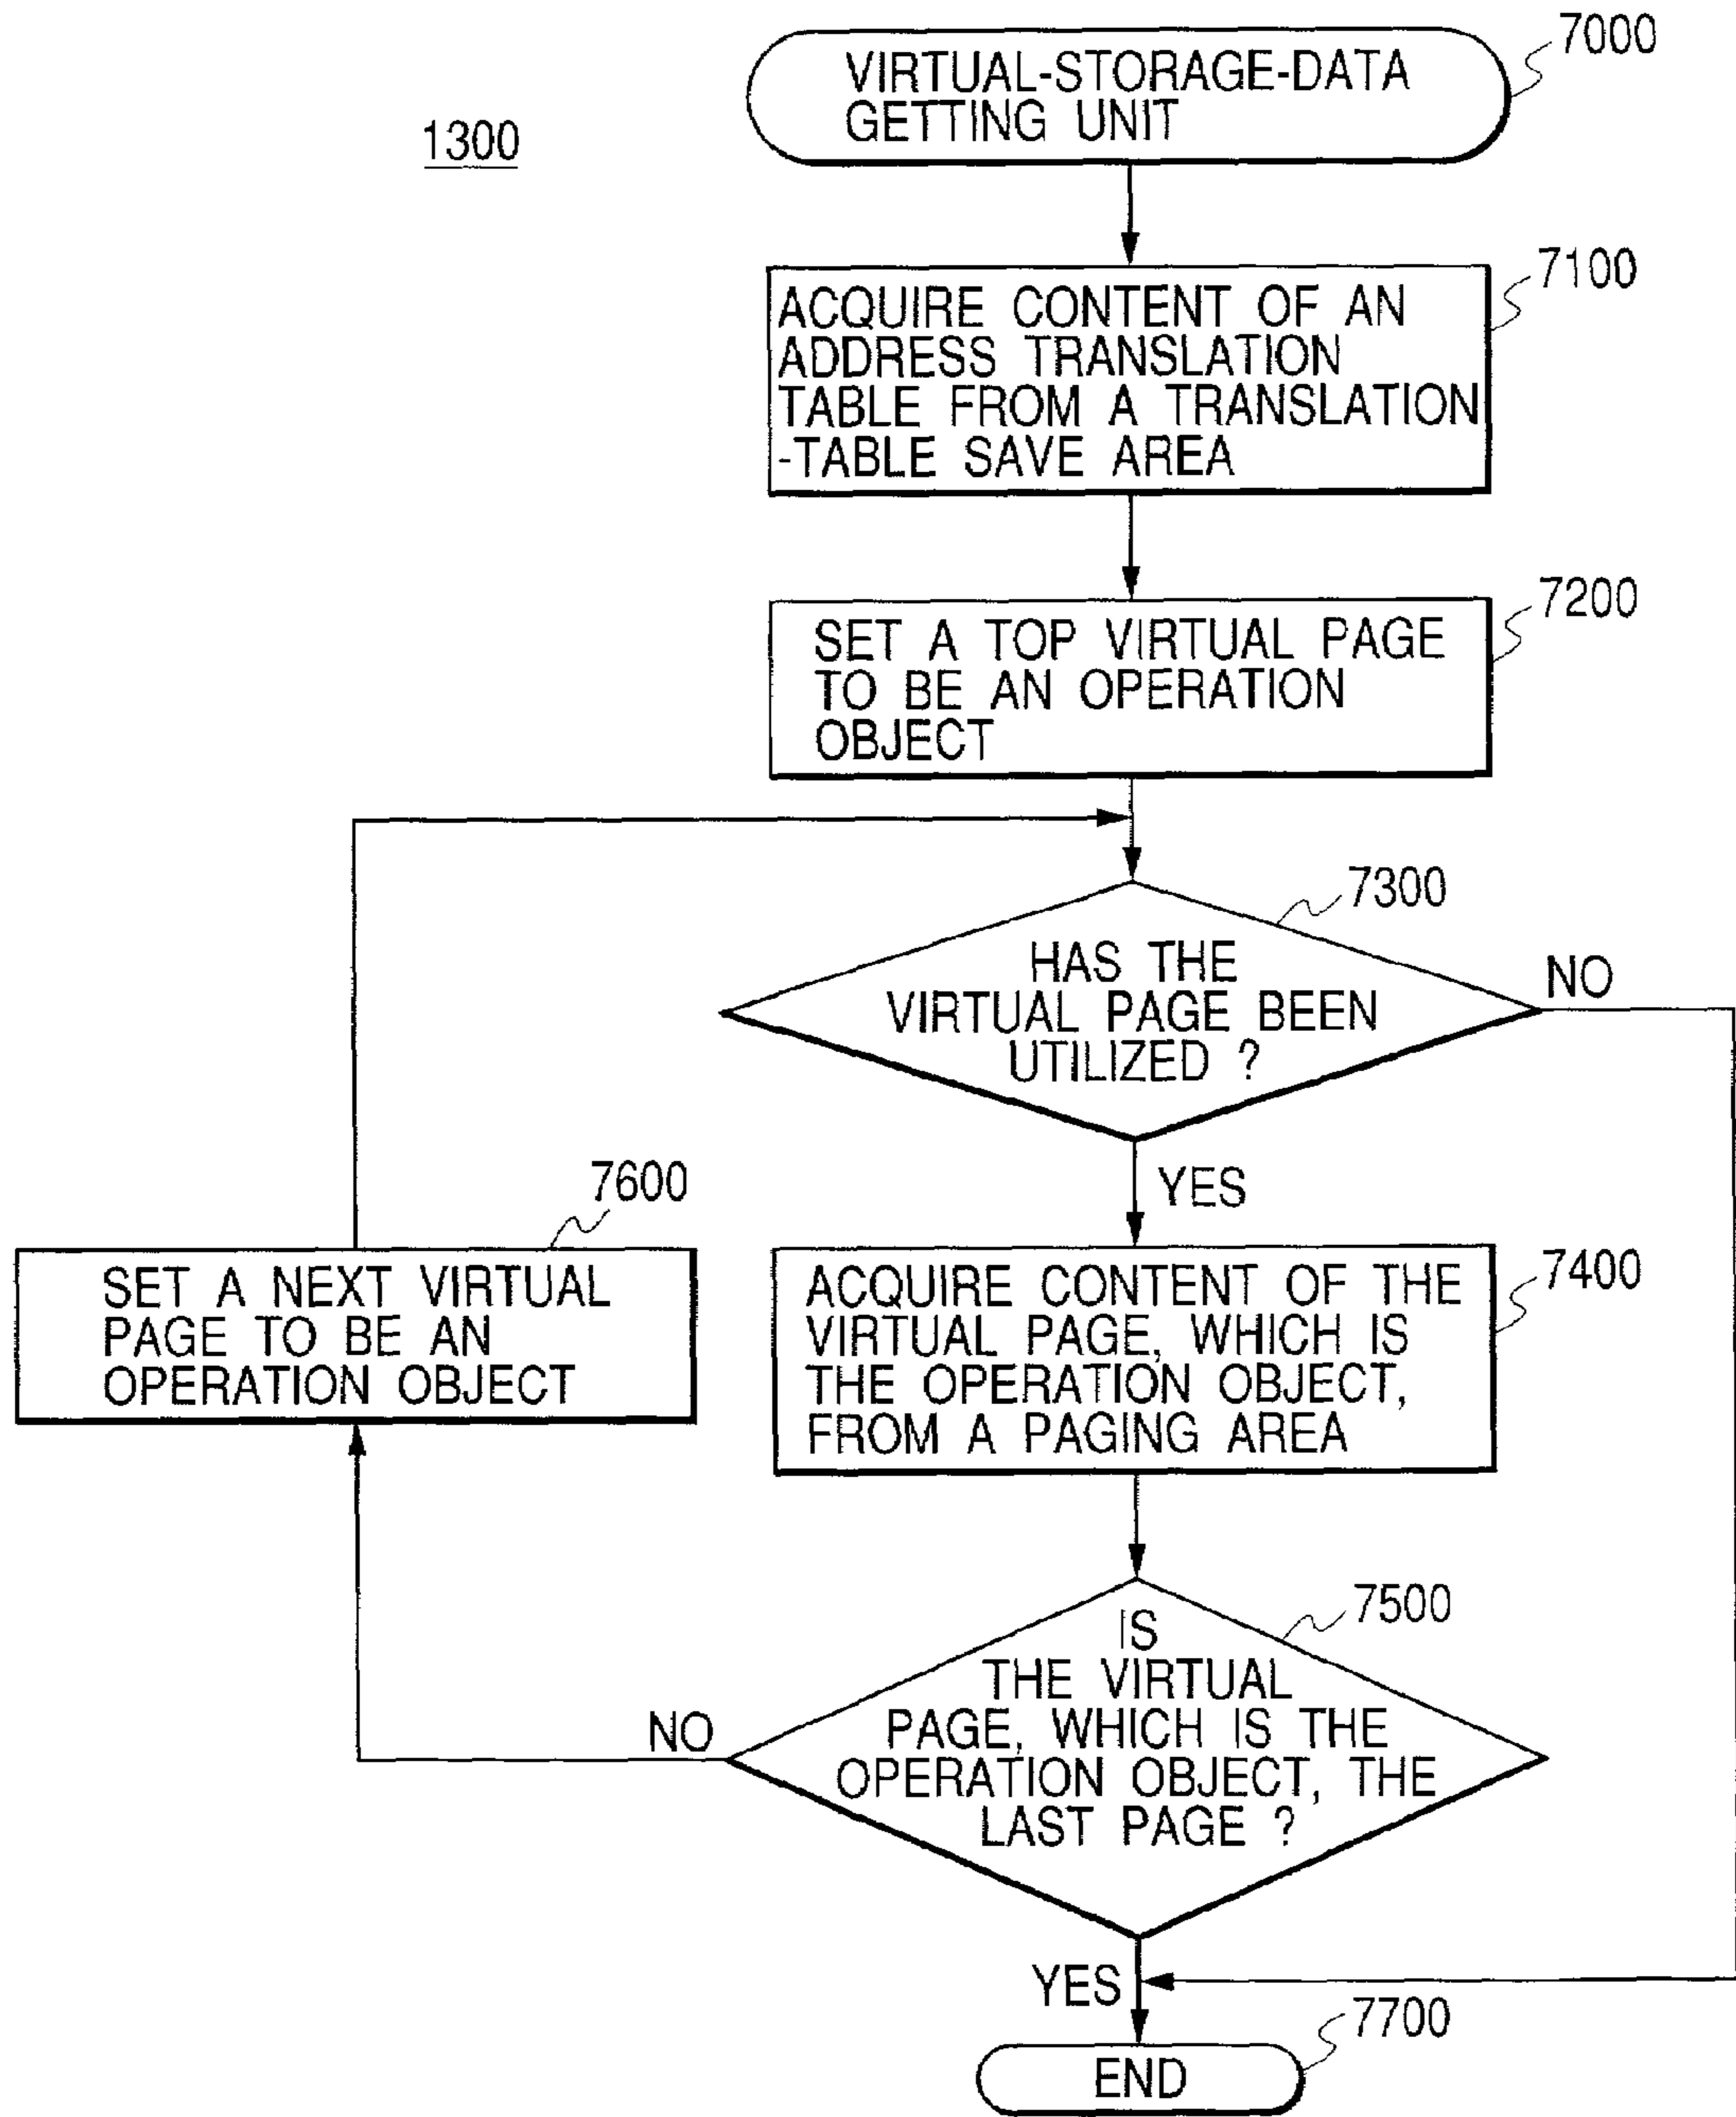 7000
VIRTUAL-STORAGE-DATA
GETTING UNIT
1300
7100
ACQUIRE CONTENT OF AN
ADDRESS TRANSLATION
TABLE FROM A TRANSLATION
-TABLE SAVE AREA
7200
SET A TOP VIRTUAL PAGE
TO BE AN OPERATION
OBJECT
7300
HAS THE
VIRTUAL PAGE BEEN
UTILIZED ?
NO
YES
7600
SET A NEXT VIRTUAL
PAGE TO BE AN
OPERATION OBJECT
7400
ACQUIRE CONTENT OF THE
VIRTUAL PAGE, WHICH IS
THE OPERATION OBJECT,
FROM A PAGING AREA
7500
IS
THE VIRTUAL
PAGE, WHICH IS THE
OPERATION OBJECT, THE
LAST PAGE ?
NO
YES
7700
END